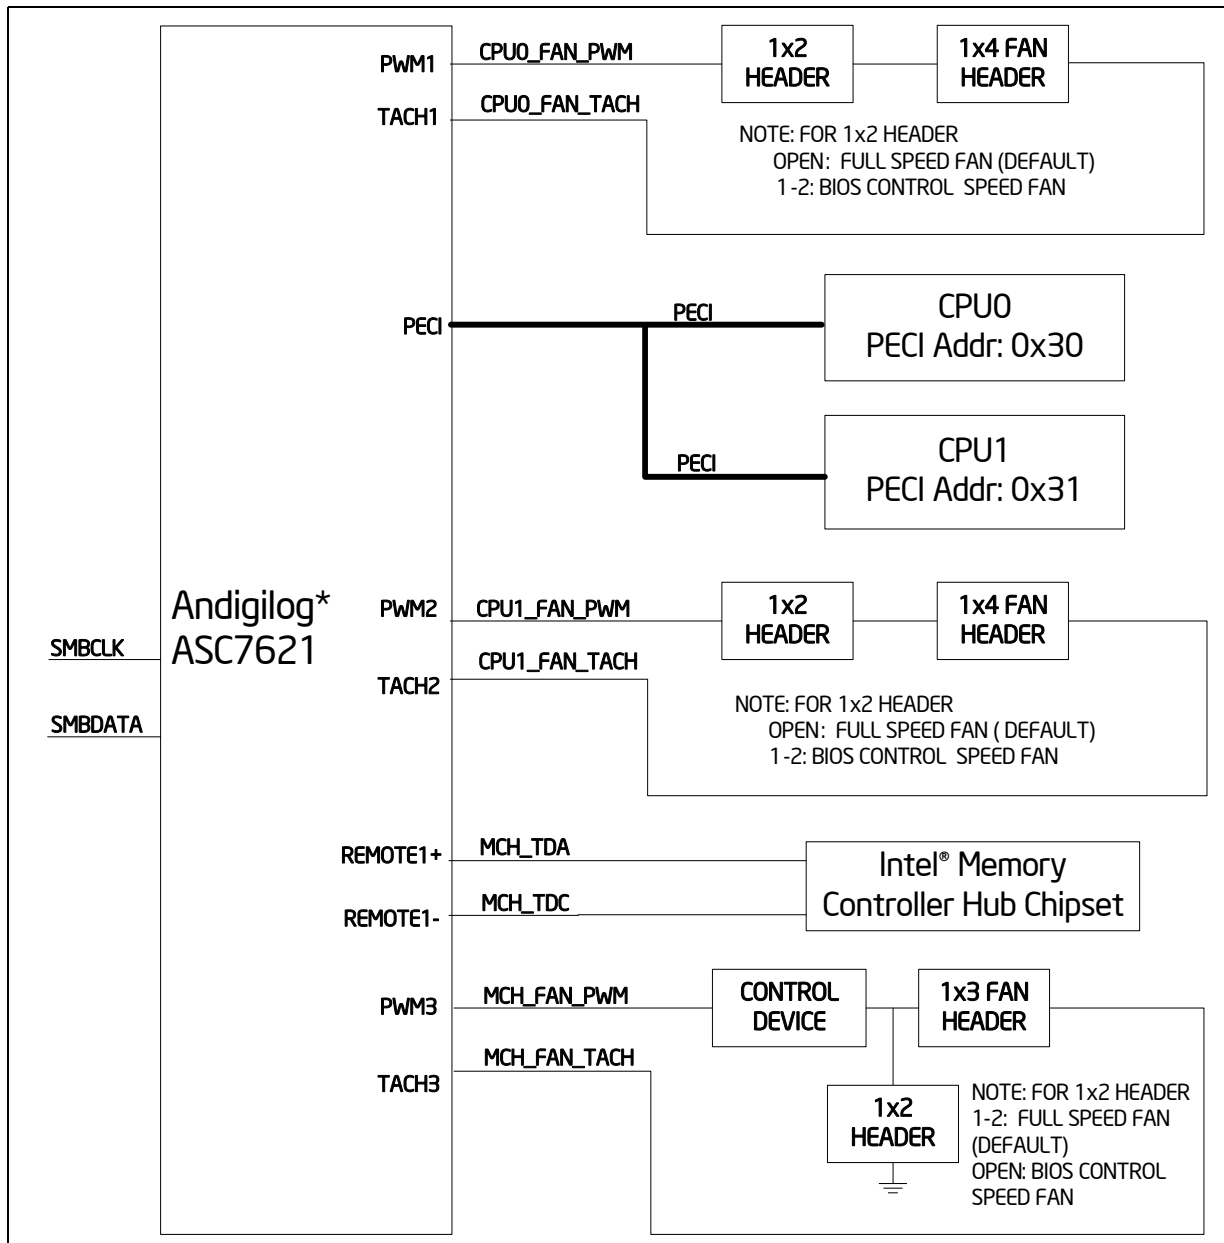 PWM1
CPU0_FAN_PWM
1x2
HEADER
1x4 FAN
HEADER
TACH1
CPU0_FAN_TACH
NOTE: FOR 1x2 HEADER
OPEN: FULL SPEED FAN (DEFAULT)
1-2: BIOS CONTROL SPEED FAN
PECI
PECI
CPU0
PECI Addr: 0x30
PECI
CPU1
PECI Addr: 0x31
Andigilog*
ASC7621
SMBCLK
SMBDATA
PWM2
CPU1_FAN_PWM
1x2
HEADER
1x4 FAN
HEADER
TACH2
CPU1_FAN_TACH
NOTE: FOR 1x2 HEADER
OPEN: FULL SPEED FAN ( DEFAULT)
1-2: BIOS CONTROL SPEED FAN
REMOTE1+
MCH_TDA
REMOTE1-
MCH_TDC
Intel® Memory
Controller Hub Chipset
PWM3
MCH_FAN_PWM
CONTROL
DEVICE
1x3 FAN
HEADER
TACH3
MCH_FAN_TACH
1x2
HEADER
NOTE: FOR 1x2 HEADER
1-2: FULL SPEED FAN
(DEFAULT)
OPEN: BIOS CONTROL
SPEED FAN